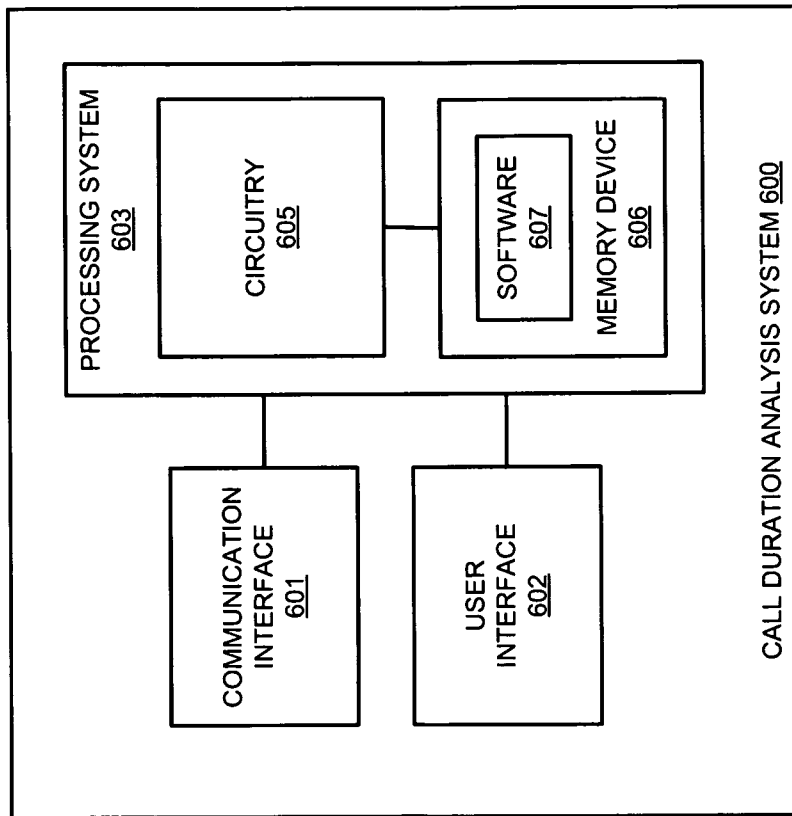 PROCESSING SYSTEM
603
CIRCUITRY
605
SOFTWARE
607
MEMORY DEVICE
606
COMMUNICATION
INTERFACE
601
USER
INTERFACE
602
CALL DURATION ANALYSIS SYSTEM 600